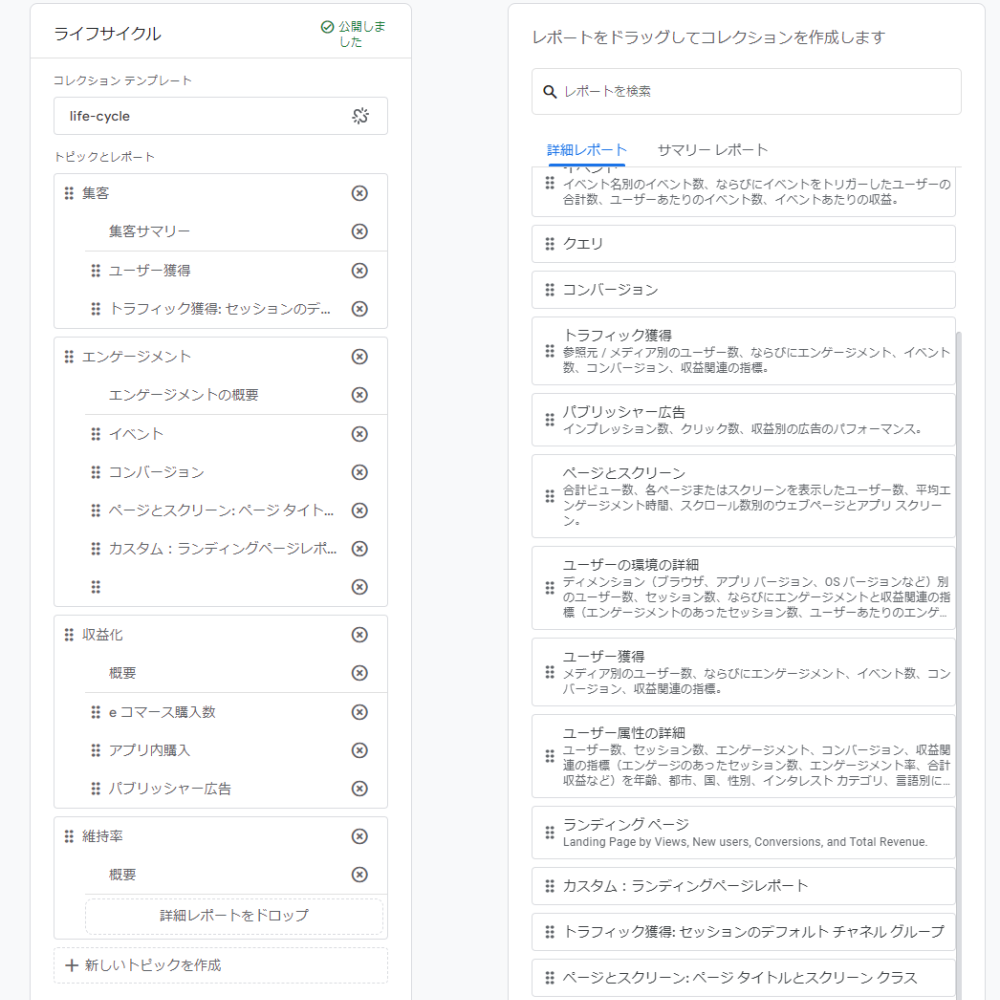 ライフサイクル
公開しま
した
コレクション テンプレート
life-cycle
トピックとレポート
集客
集客サマリー
ユーザー獲得
トラフィック獲得: セッションのデ...
エンゲージメント
エンゲージメントの概要
イベント
コンバージョン
ページとスクリーン: ページ タイト...
カスタム：ランディングページレポ...
収益化
概要
e コマース購入数
アプリ内購入
パブリッシャー広告
維持率
概要
詳細レポートをドロップ
新しいトピックを作成
レポートをドラッグしてコレクションを作成します
レポートを検索
詳細レポート サマリー レポート
イベント
イベント名別のイベント数、ならびにイベントをトリガーしたユーザーの
合計数、ユーザーあたりのイベント数、イベントあたりの収益。
クエリ
コンバージョン
トラフィック獲得
参照元 / メディア別のユーザー数、ならびにエンゲージメント、イベント
数、コンバージョン、収益関連の指標。
パブリッシャー広告
インプレッション数、クリック数、収益別の広告のパフォーマンス。
ページとスクリーン
合計ビュー数、各ページまたはスクリーンを表示したユーザー数、平均エ
ンゲージメント時間、スクロール数別のウェブページとアプリ スクリー
ン。
ユーザーの環境の詳細
ディメンション（ブラウザ、アプリ バージョン、OS バージョンなど）別
のユーザー数、セッション数、ならびにエンゲージメントと収益関連の指
標（エンゲージメントのあったセッション数、ユーザーあたりのエンゲ...
ユーザー獲得
メディア別のユーザー数、ならびにエンゲージメント、イベント数、コン
バージョン、収益関連の指標。
ユーザー属性の詳細
ユーザー数、セッション数、エンゲージメント、コンバージョン、収益関
連の指標（エンゲージのあったセッション数、エンゲージメント率、合計
収益など）を年齢、都市、国、性別、インタレスト カテゴリ、言語別に...
ランディング ページ
Landing Page by Views, New users, Conversions, and Total Revenue.
カスタム：ランディングページレポート
トラフィック獲得: セッションのデフォルト チャネル グループ
ページとスクリーン: ページ タイトルとスクリーン クラス